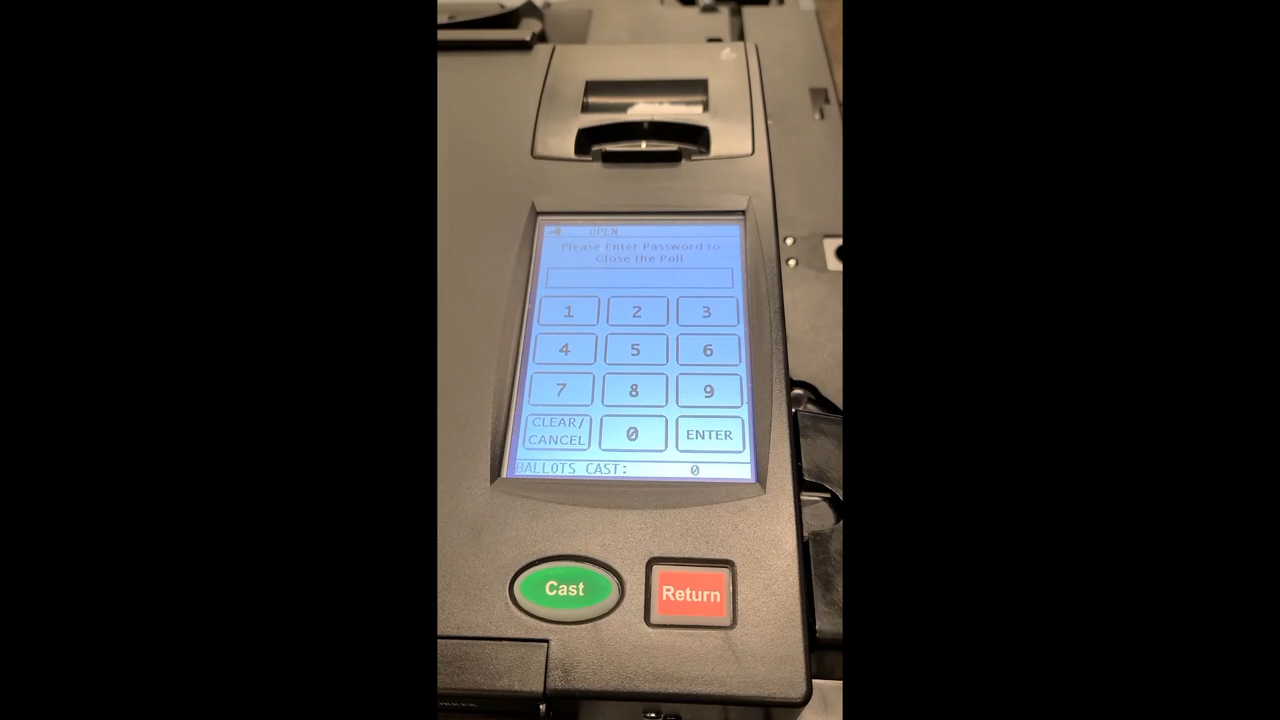 OPEN
Please Enter Password to
Close the Poll
1 2 3
4 5 6
7 8 9
CLEAR/
CANCEL 0 ENTER
BALLOTS CAST: 0
Cast Return